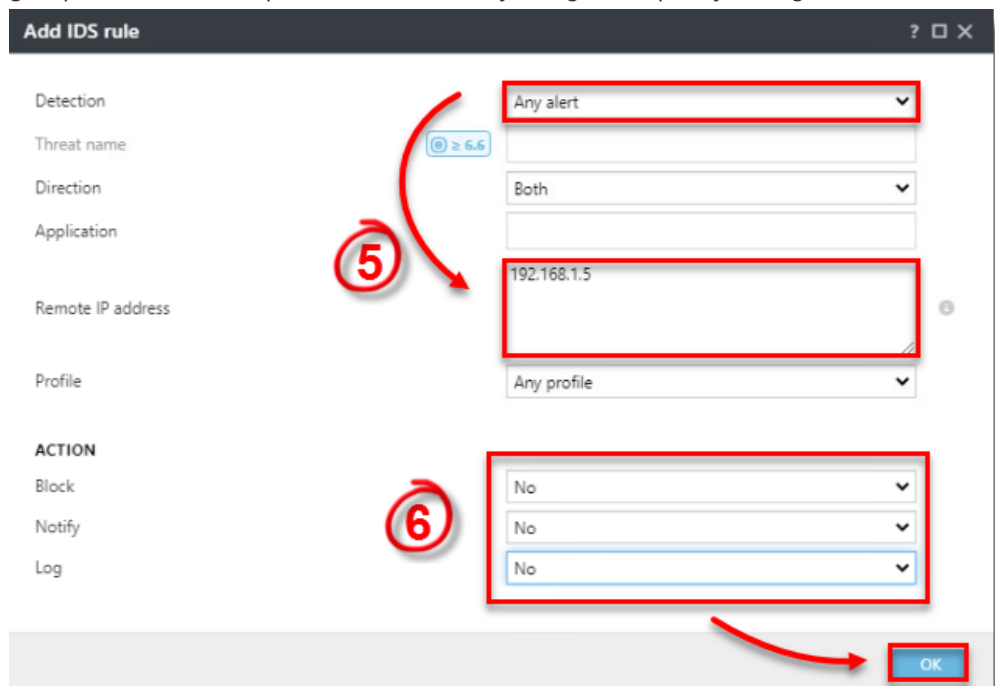 Add IDS rule ?
Detection Any alert
Threat name ≥ 6.6
Direction Both
Application
5
192.168.1.5
Remote IP address
Profile Any profile
ACTION
Block No
6
Notify No
Log No
OK